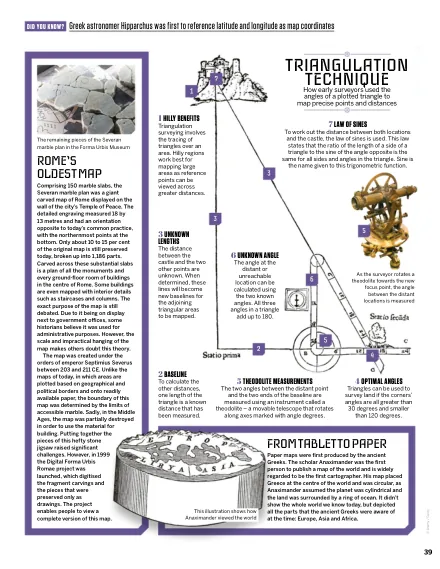 DID YOU KNOW? Greek astronomer Hipparchus was first to reference latitude and longitude as map coordinates
The remaining pieces of the Severan
marble plan in the Forma Urbis Museum
ROME'S
OLDEST MAP
Comprising 150 marble slabs, the
Severan marble plan was a giant
carved map of Rome displayed on the
wall of the city's Temple of Peace. The
detailed engraving measured 18 by
13 metres and had an orientation
opposite to today's common practice,
with the northernmost points at the
bottom. Only about 10 to 15 per cent
of the original map is still preserved
today, broken up into 1,186 parts.
Carved across these substantial slabs
is a plan of all the monuments and
every ground-floor room of buildings
in the centre of Rome. Some buildings
are even mapped with interior details
such as staircases and columns. The
exact purpose of the map is still
debated. Due to it being on display
next to government offices, some
historians believe it was used for
administrative purposes. However, the
scale and impractical hanging of the
map makes others doubt this theory.
The map was created under the
orders of emperor Septimius Severus
between 203 and 211 CE. Unlike the
maps of today, in which areas are
plotted based on geographical and
political borders and onto readily
available paper, the boundary of this
map was determined by the limits of
accessible marble. Sadly, in the Middle
Ages, the map was partially destroyed
in order to use the material for
building. Putting together the
pieces of this hefty stone
jigsaw raised significant
challenges. However, in 1999
the Digital Forma Urbis
Romae project was
launched, which digitised
the fragment carvings and
the pieces that were
preserved only as
drawings. The project
enables people to view a
complete version of this map.
TRIANGULATION
TECHNIQUE
How early surveyors used the
angles of a plotted triangle to
map precise points and distances
1 HILLY BENEFITS
Triangulation
surveying involves
the tracing of
triangles over an
area. Hilly regions
work best for
mapping large
areas as reference
points can be
viewed across
greater distances.
7 LAW OF SINES
To work out the distance between both locations
and the castle, the law of sines is used. This law
states that the ratio of the length of a side of a
triangle to the sine of the angle opposite is the
same for all sides and angles in the triangle. Sine is
the name given to this trigonometric function.
3 UNKNOWN
LENGTHS
The distance
between the
castle and the two
other points are
unknown. When
determined, these
lines will become
new baselines for
the adjoining
triangular areas
to be mapped.
6 UNKNOWN ANGLE
The angle at the
distant or
unreachable
location can be
calculated using
the two known
angles. All three
angles in a triangle
add up to 180.
As the surveyor rotates a
theodolite towards the new
focus point, the angle
between the distant
locations is measured
1
7
3
3
5
6
5
2
6
Statio prima
Statio secũda
2 BASELINE
To calculate the
other distances,
one length of the
triangle is a known
distance that has
been measured.
5 THEODOLITE MEASUREMENTS
The two angles between the distant point
and the two ends of the baseline are
measured using an instrument called a
theodolite – a movable telescope that rotates
along axes marked with angle degrees.
4 OPTIMAL ANGLES
Triangles can be used to
survey land if the corners'
angles are all greater than
30 degrees and smaller
than 120 degrees.
EUROPA
ASIA
This illustration shows how
Anaximander viewed the world
FROM TABLET TO PAPER
Paper maps were first produced by the ancient
Greeks. The scholar Anaximander was the first
person to publish a map of the world and is widely
regarded to be the first cartographer. His map placed
Greece at the centre of the world and was circular, as
Anaximander assumed the planet was cylindrical and
the land was surrounded by a ring of ocean. It didn't
show the whole world we know today, but depicted
all the parts that the ancient Greeks were aware of
at the time: Europe, Asia and Africa.
39